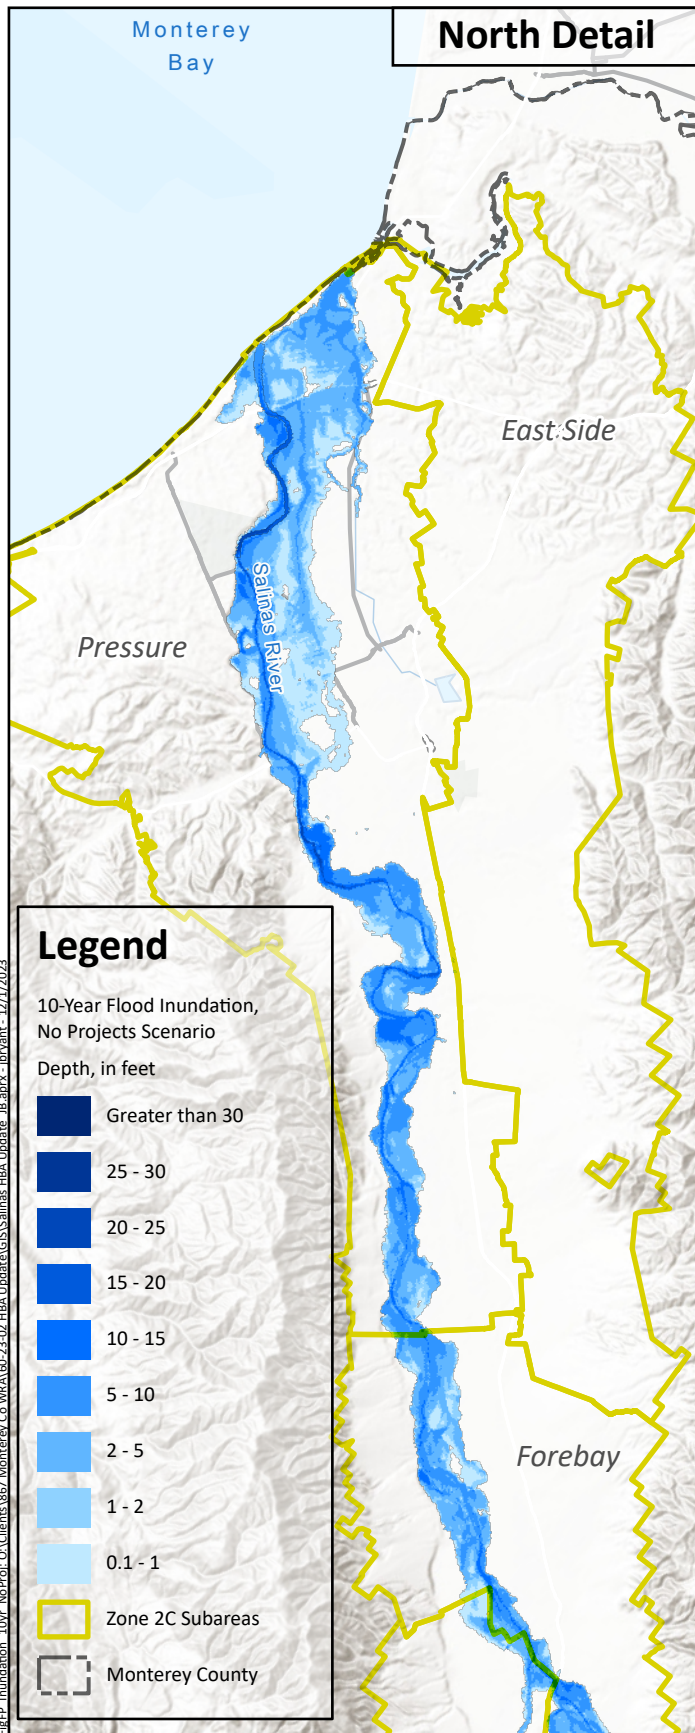 North Detail
Monterey
Bay
East Side
Salinas River
Pressure
Forebay
Legend
10-Year Flood Inundation,
No Projects Scenario
Depth, in feet
Greater than 30
25 - 30
20 - 25
15 - 20
10 - 15
5 - 10
2 - 5
1 - 2
0.1 - 1
Zone 2C Subareas
Monterey County